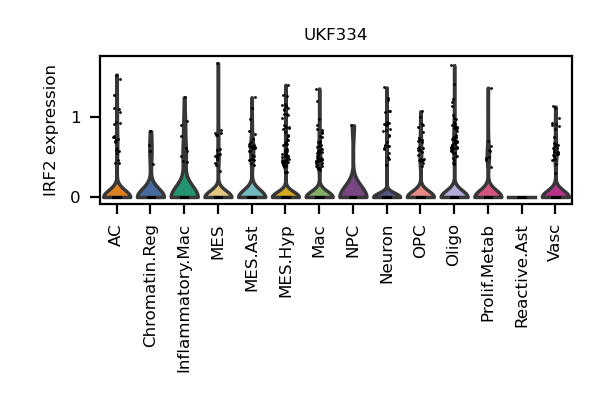 UKF334
IRF2 expression
1
0
AC
Chromatin.Reg
Inflammatory.Mac
MES
MES.Ast
MES.Hyp
Mac
NPC
Neuron
OPC
Oligo
Prolif.Metab
Reactive.Ast
Vasc